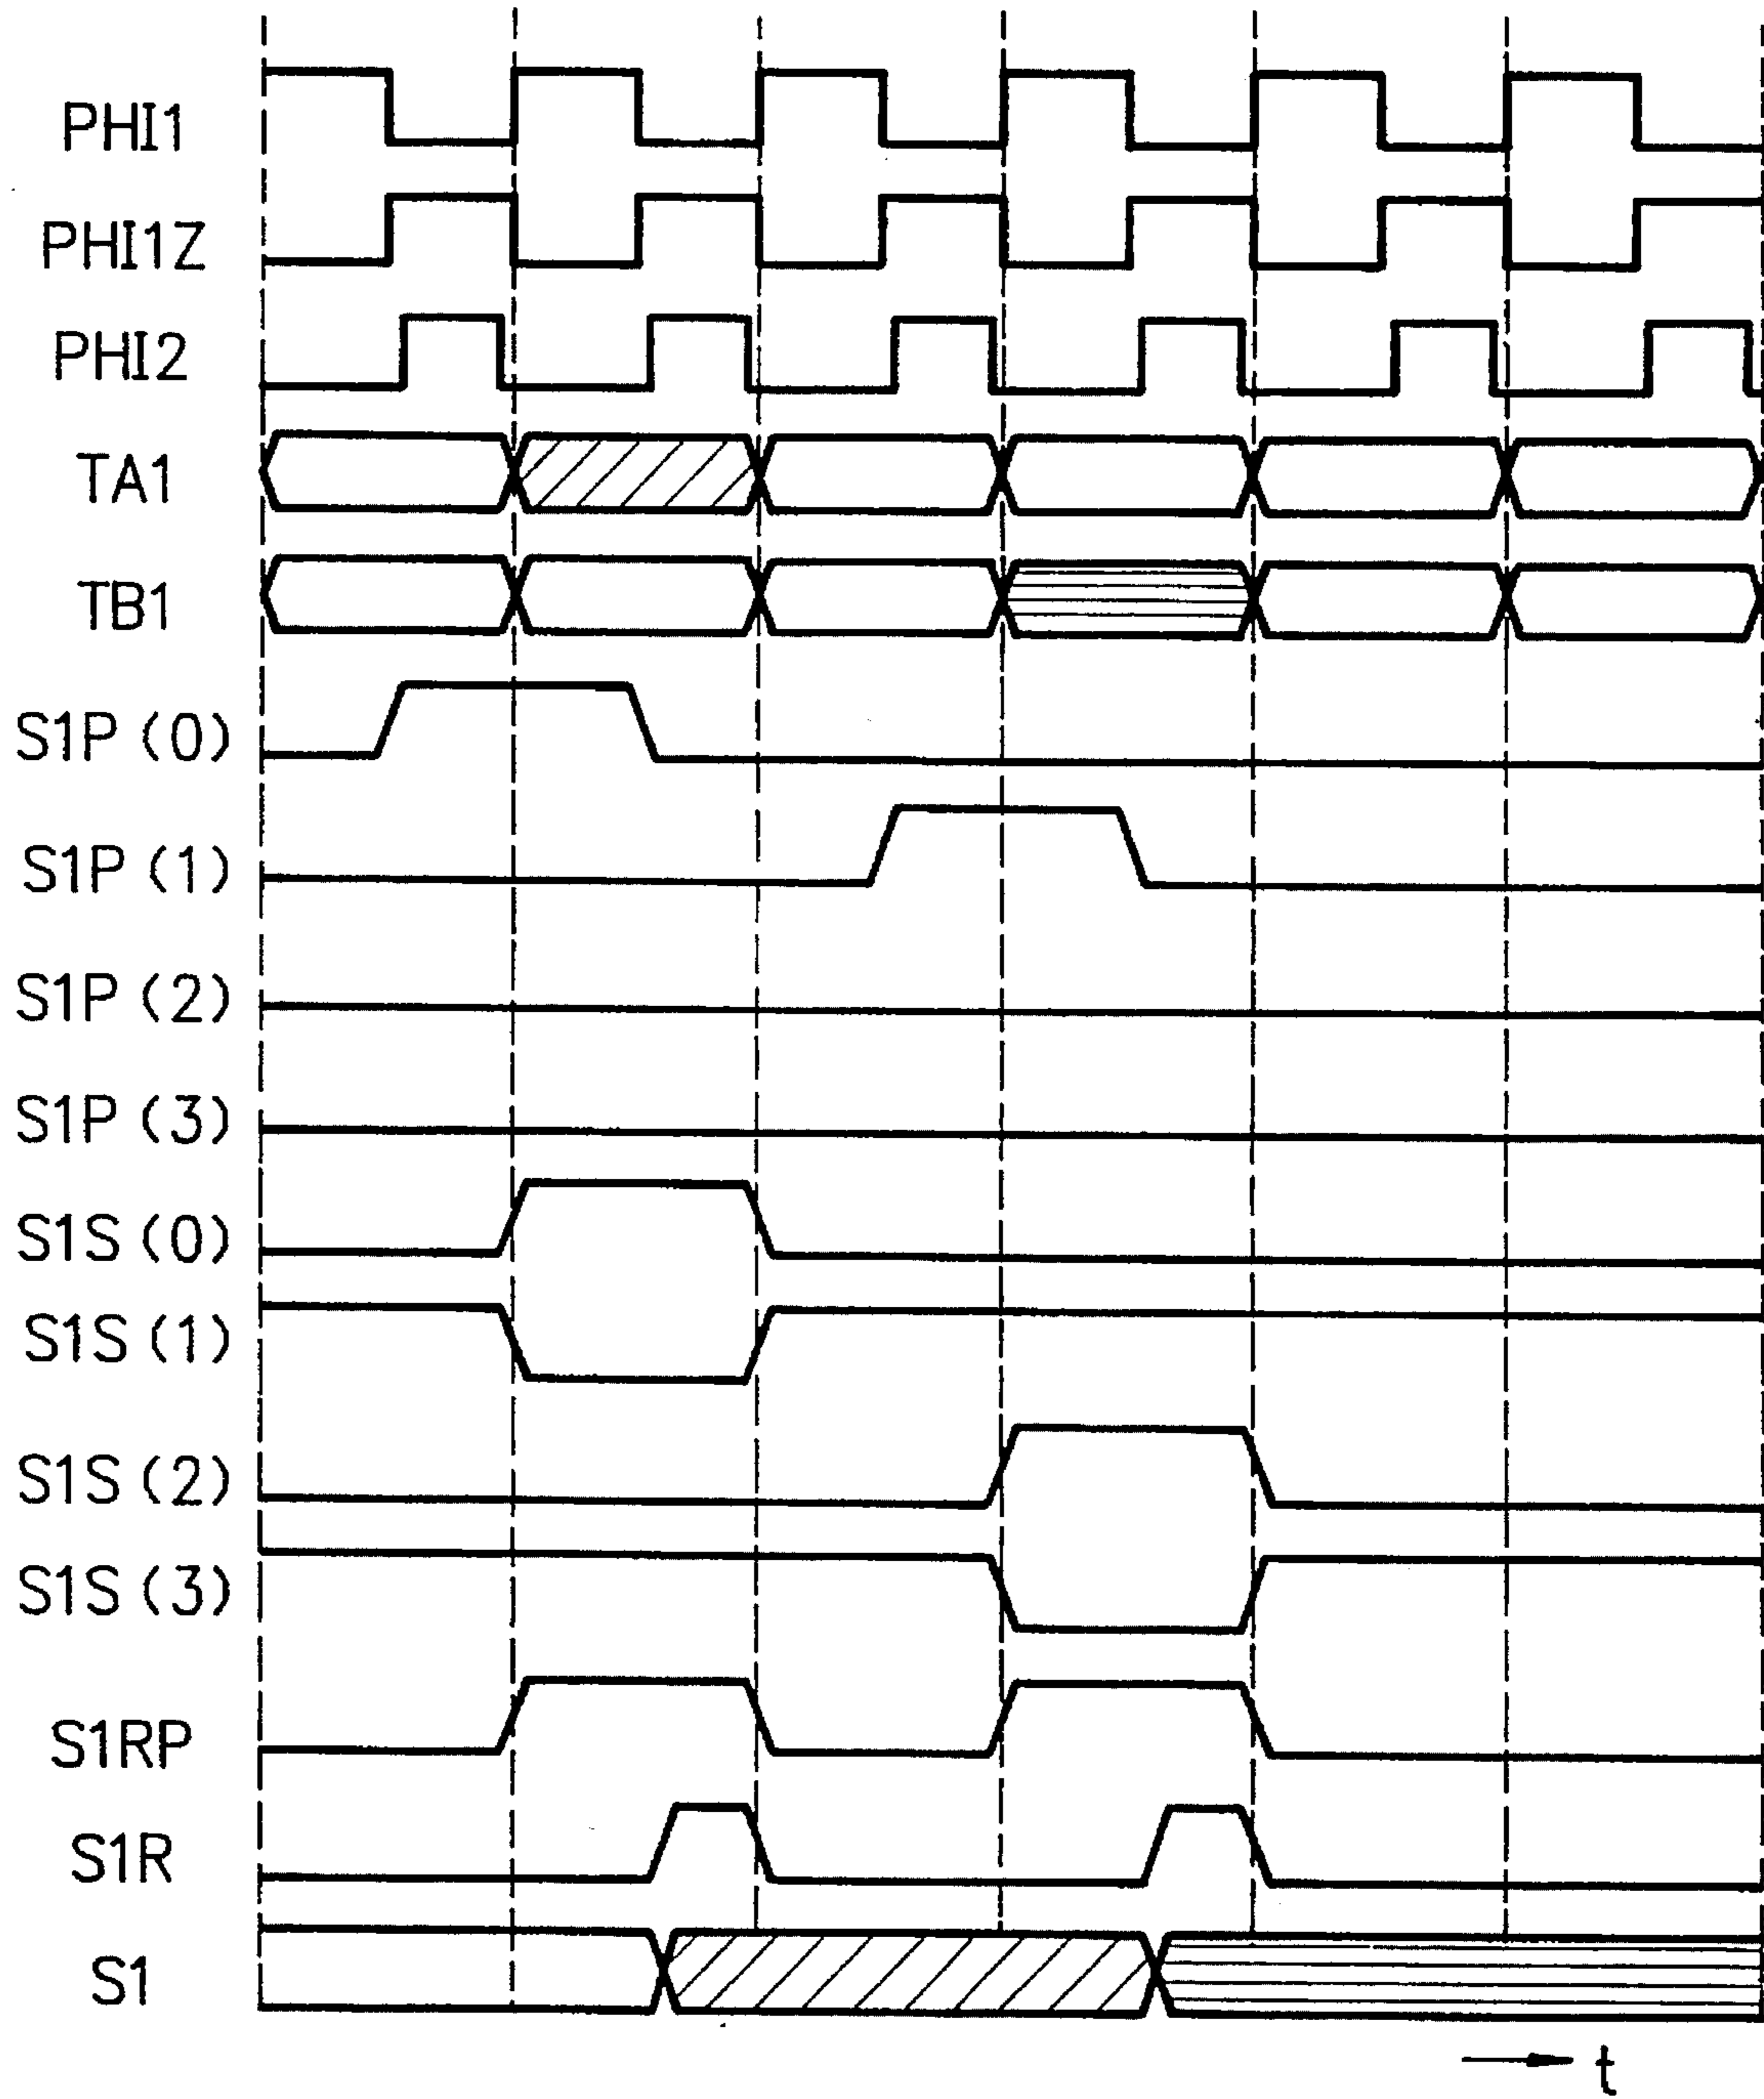 PHI1
PHI1Z
PHI2
TA1
TB1
S1P (0)
S1P (1)
S1P (2)
S1P (3)
S1S (0)
S1S (1)
S1S (2)
S1S (3)
S1RP
S1R
S1
t